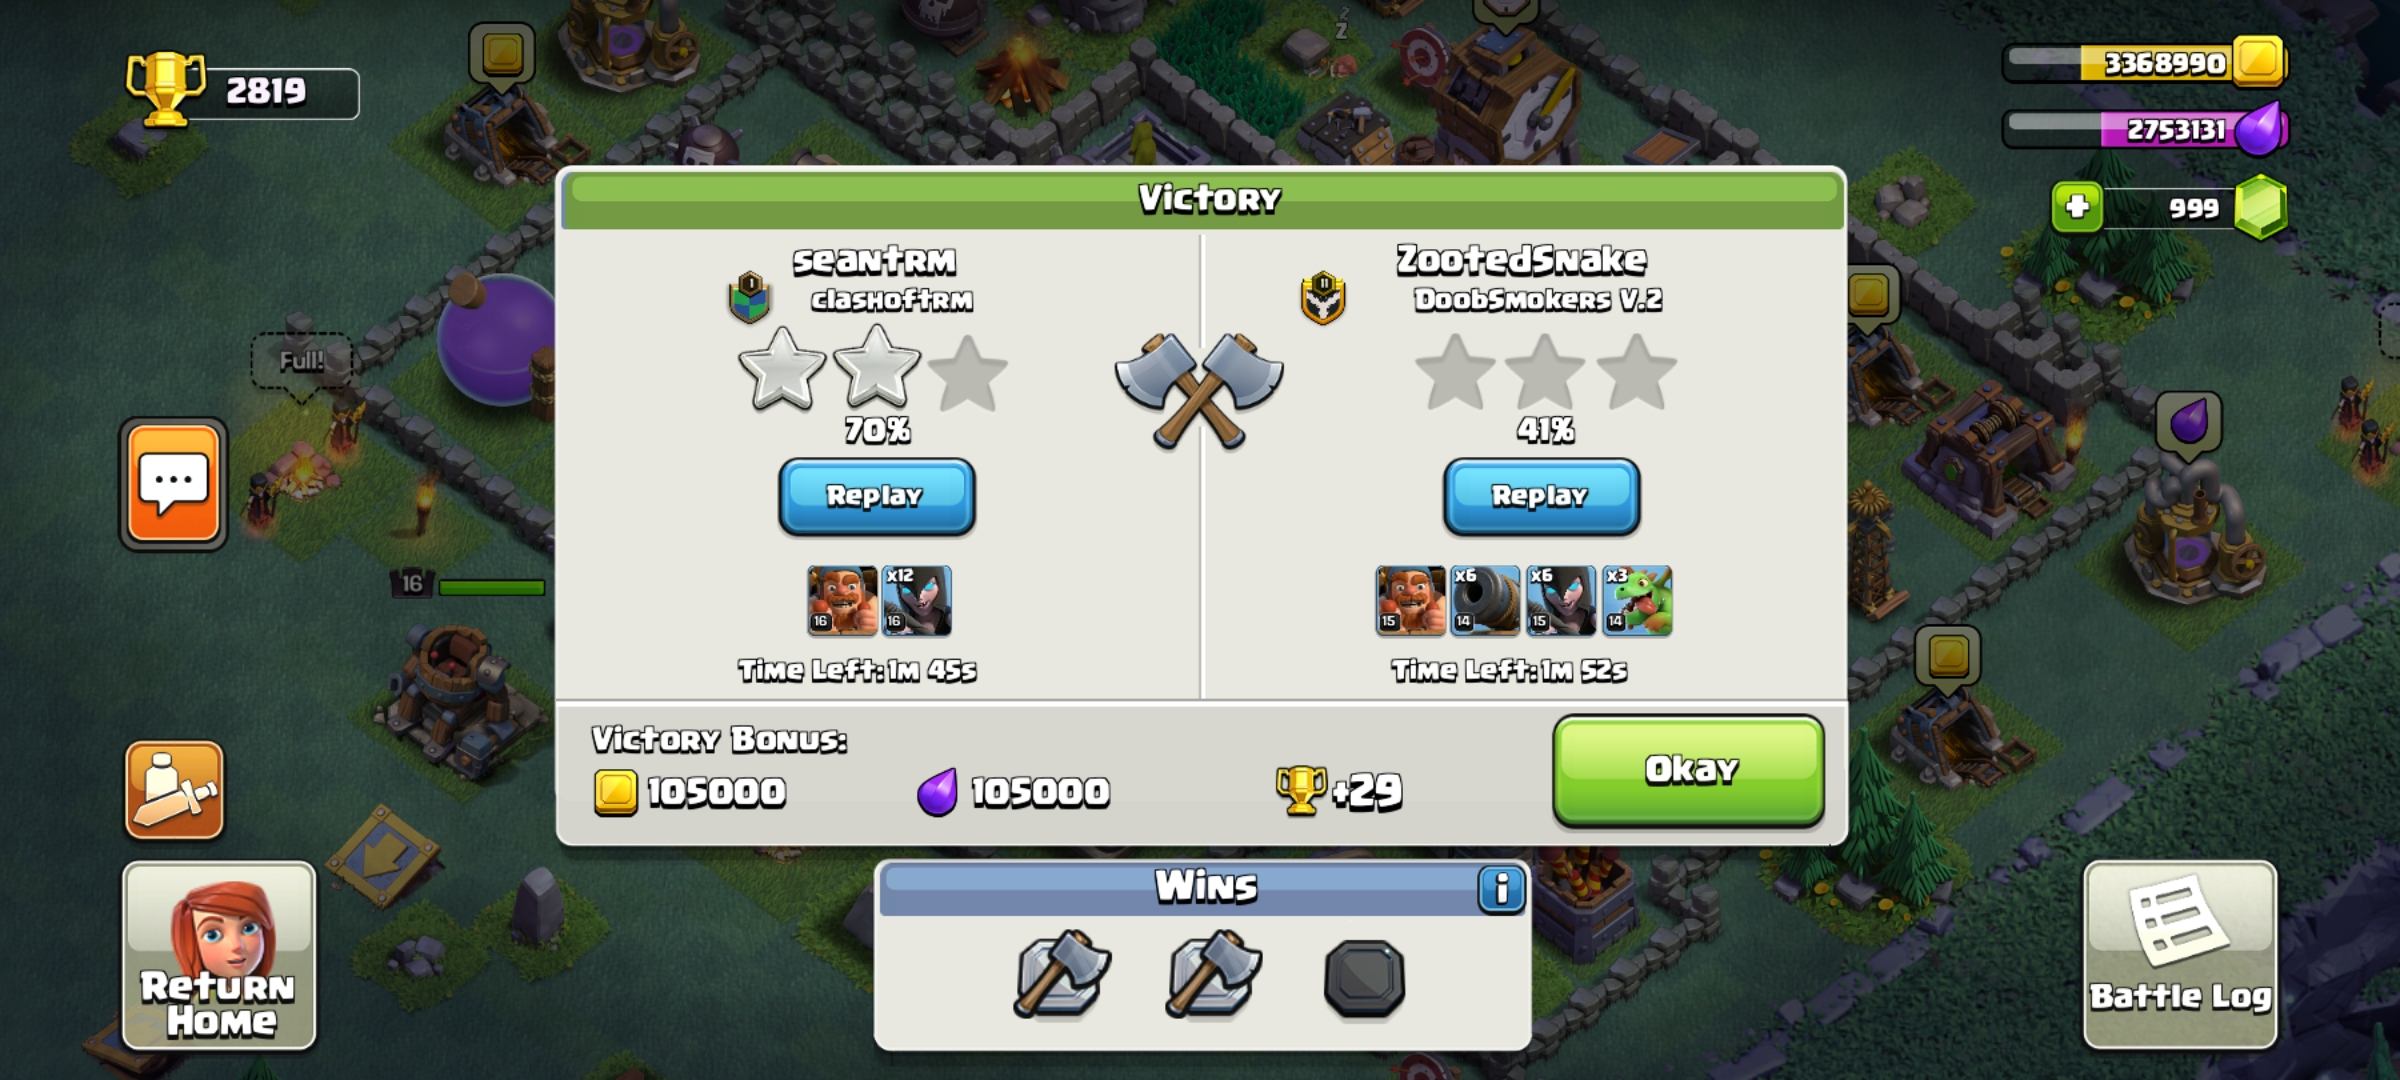 2819
3368990
2753131
999
Victory
seantrm
clashoftrm
70%
Replay
16
x12
16
Time Left:1m 45s
ZootedSnake
DoobSmokers V.2
41%
Replay
15
x6
14
x6
15
x3
14
Time Left:1m 52s
Full!
16
Victory Bonus:
105000
105000
+29
Okay
Wins
i
Return
Home
Battle Log